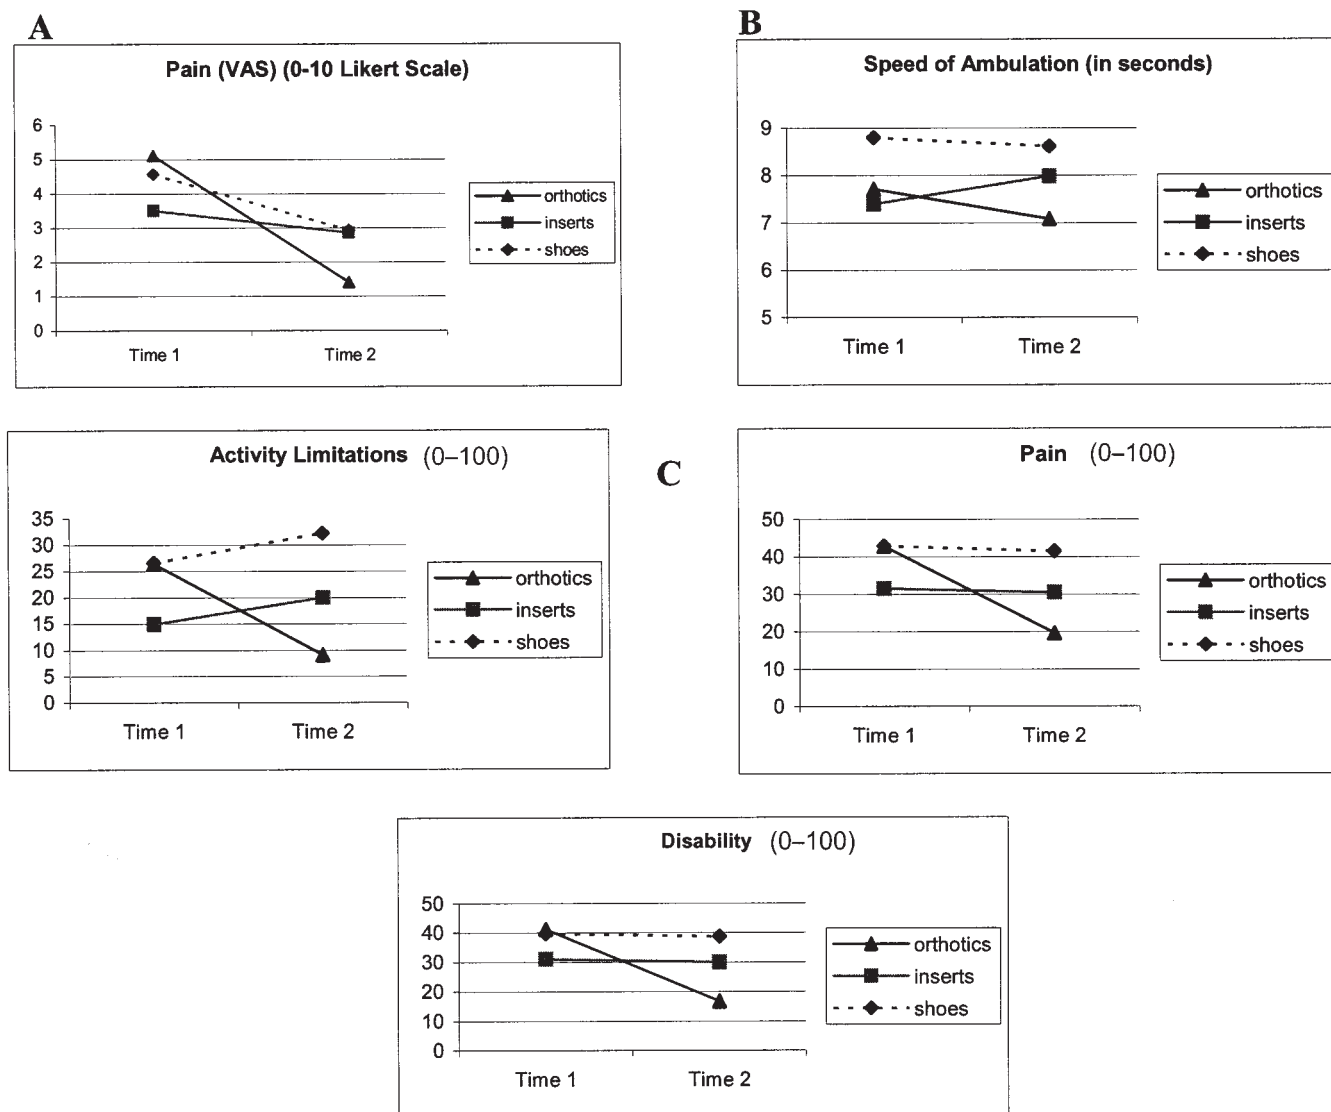 A
Pain (VAS) (0-10 Likert Scale)
6
5
4
3
2
1
0
Time 1
Time 2
orthotics
inserts
shoes
B
Speed of Ambulation (in seconds)
9
8
7
6
5
Time 1
Time 2
orthotics
inserts
shoes
Activity Limitations (0–100)
35
30
25
20
15
10
5
0
Time 1
Time 2
orthotics
inserts
shoes
C
Pain (0–100)
50
40
30
20
10
0
Time 1
Time 2
orthotics
inserts
shoes
Disability (0–100)
50
40
30
20
10
0
Time 1
Time 2
orthotics
inserts
shoes